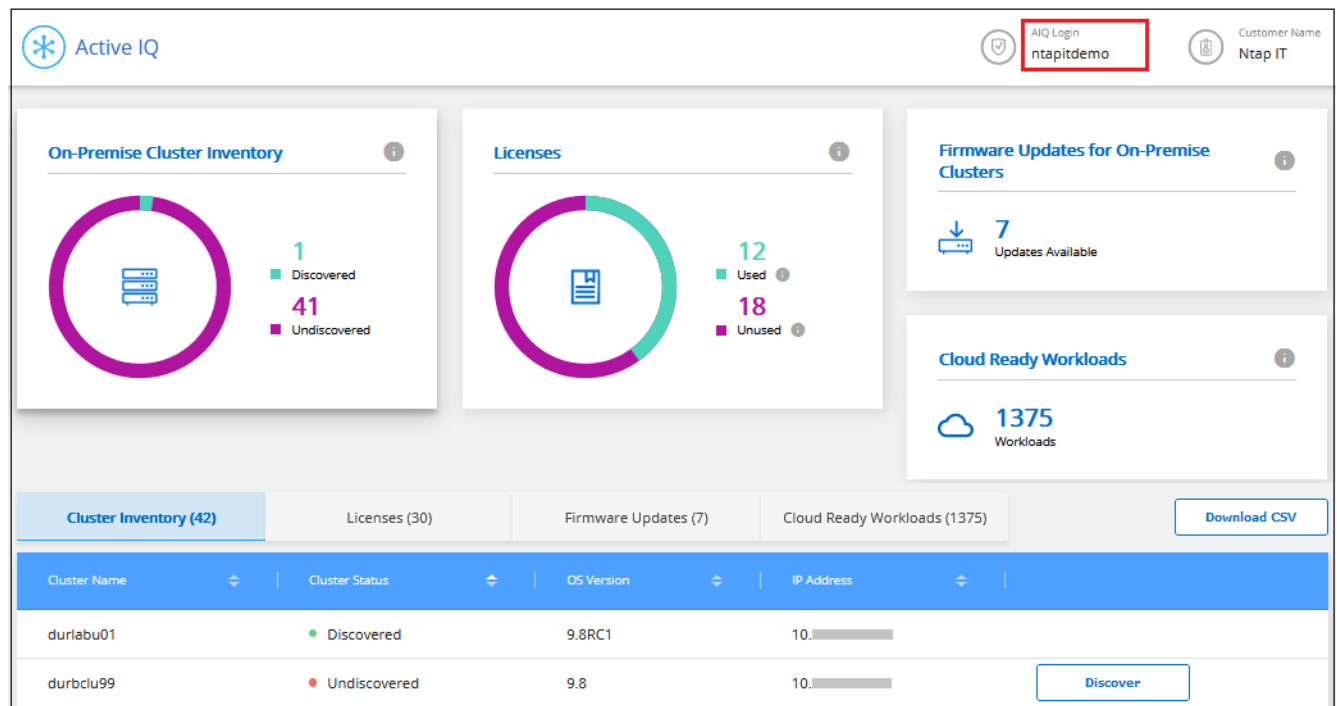 Active IQ
AIQ Login
ntapitdemo
Customer Name
Ntap IT
On-Premise Cluster Inventory
1
Discovered
41
Undiscovered
Licenses
12
Used
18
Unused
Firmware Updates for On-Premise
Clusters
7
Updates Available
Cloud Ready Workloads
1375
Workloads
Cluster Inventory (42)
Licenses (30)
Firmware Updates (7)
Cloud Ready Workloads (1375)
Download CSV
Cluster Name
Cluster Status
OS Version
IP Address
durlabu01
Discovered
9.8RC1
10.
durbclu99
Undiscovered
9.8
10.
Discover